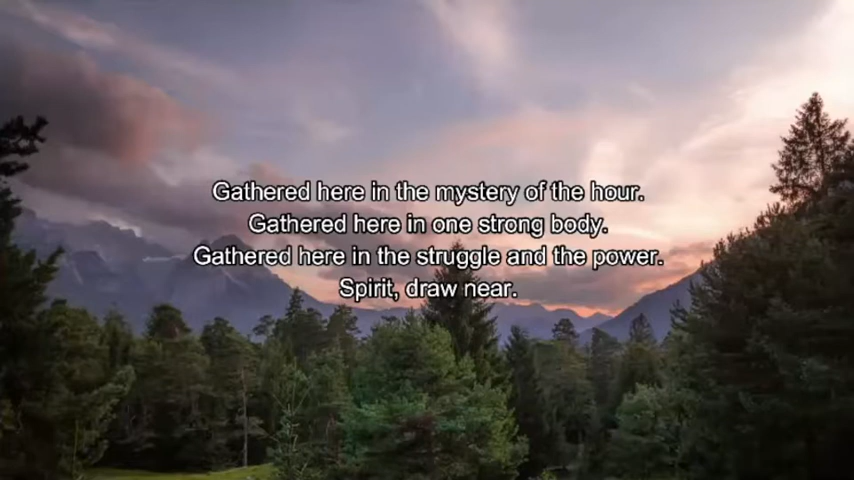 Gathered here in the mystery of the hour.
Gathered here in one strong body.
Gathered here in the struggle and the power.
Spirit, draw near.